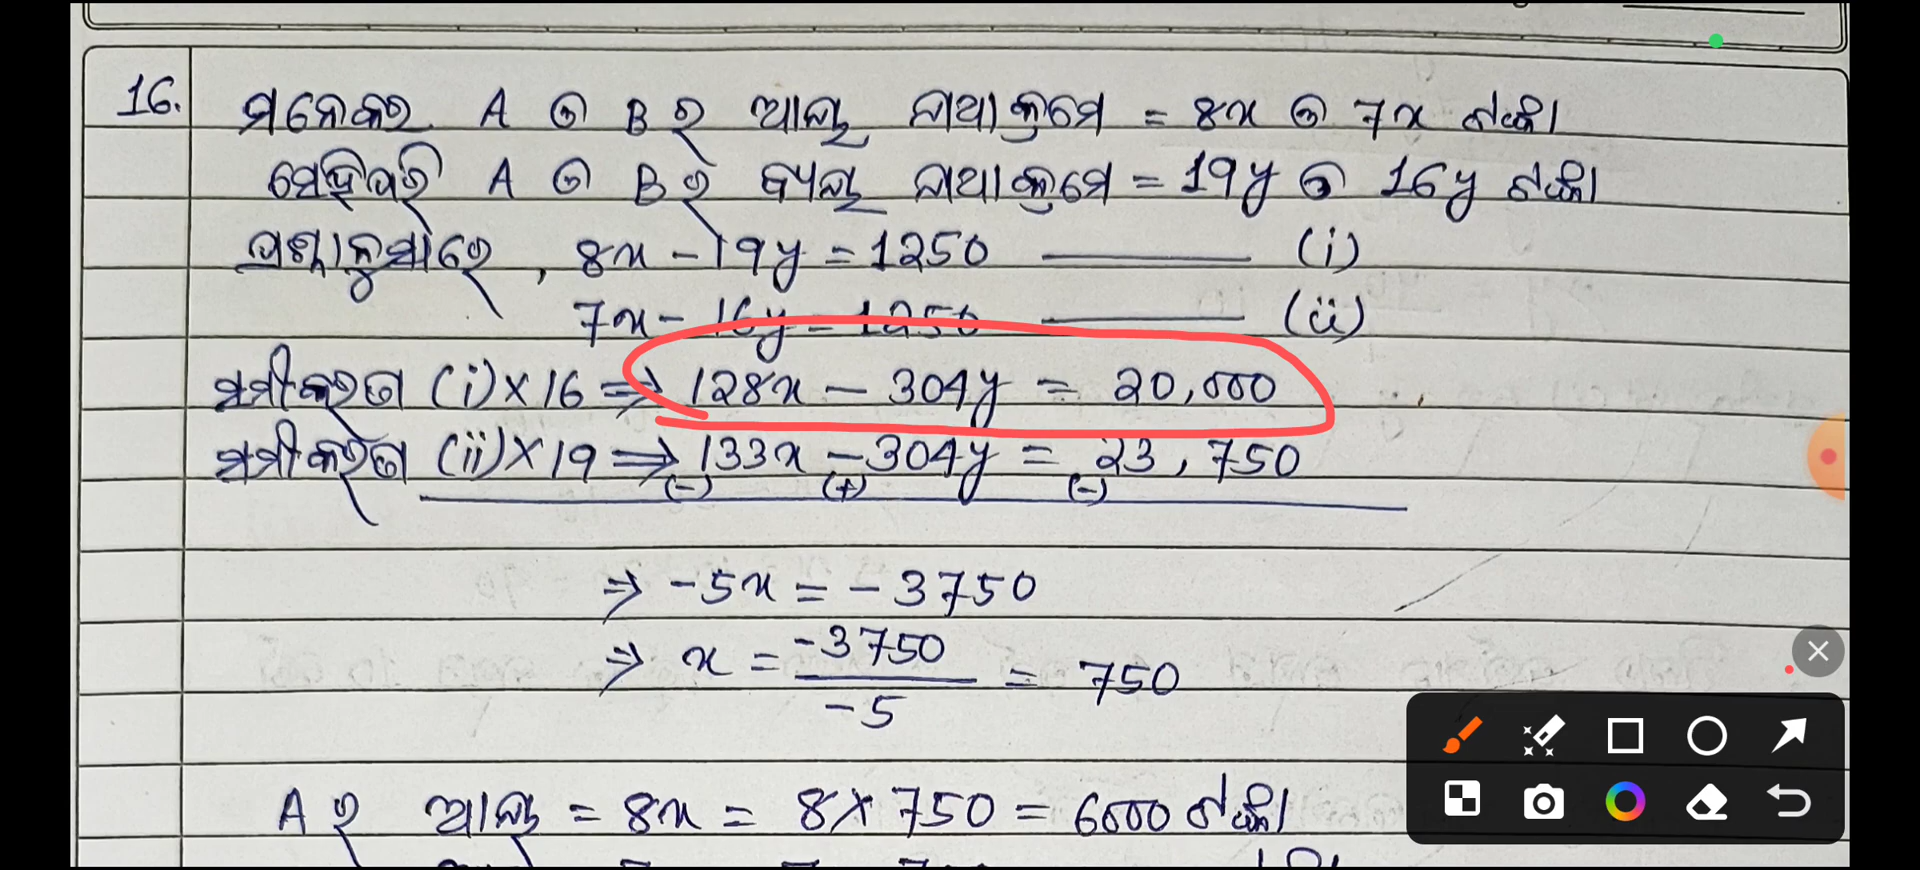 16. ମନେକର A ଓ B ର ଆୟ ଯଥାକ୍ରମେ = 8x ଓ 7x ଟଙ୍କା
ସେହିପରି A ଓ B ର ବ୍ୟୟ ଯଥାକ୍ରମେ = 19y ଓ 16y ଟଙ୍କା
ପ୍ରଶ୍ନାନୁସାରେ, 8x - 19y = 1250 ——— (i)
7x - 16y = 1250 ——— (ii)
ସମୀକରଣ (i) × 16 ⇒ 128x - 304y = 20,000
ସମୀକରଣ (ii) × 19 ⇒ 133x - 304y = 23,750
(-) (+) (-)
⇒ -5x = -3750
⇒ x = -3750 / -5 = 750
A ର ଆୟ = 8x = 8 × 750 = 6000 ଟଙ୍କା